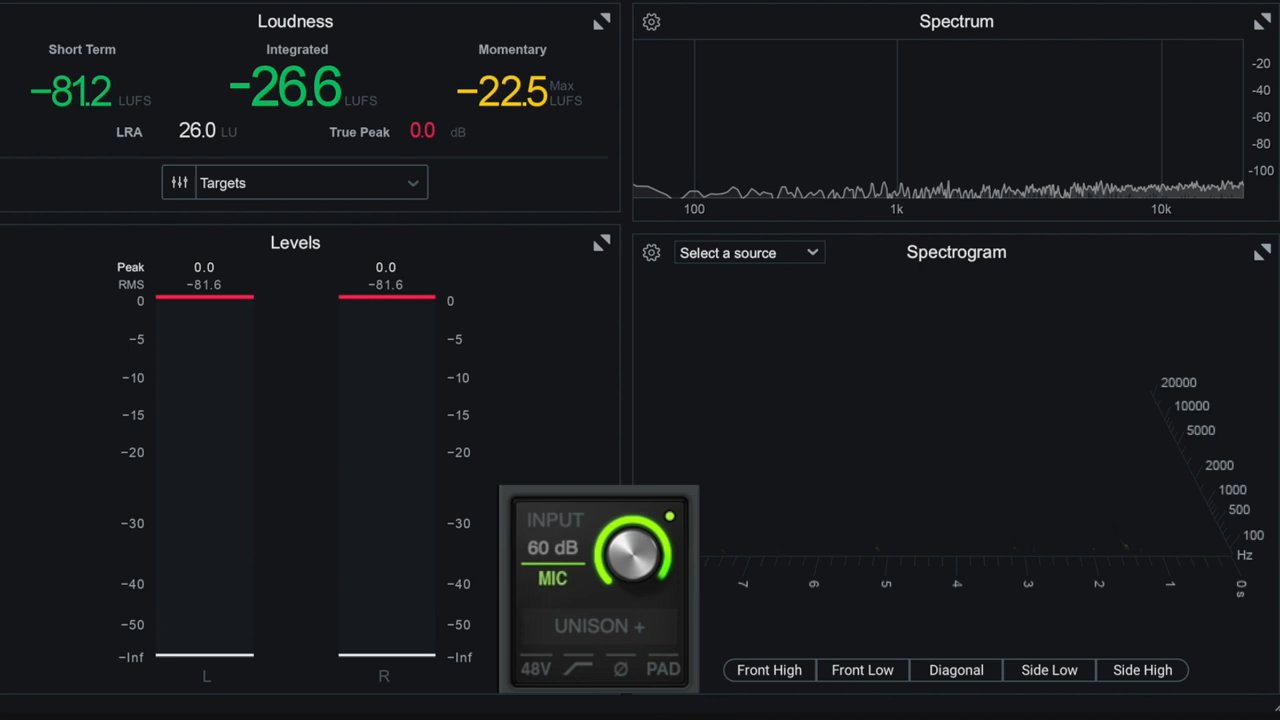 Loudness
Short Term Integrated Momentary
−81.2 LUFS −26.6 LUFS −22.5 Max LUFS
LRA 26.0 LU True Peak 0.0 dB
Targets
Spectrum
-20
-40
-60
-80
-100
100 1k 10k
Levels
Peak 0.0 0.0
RMS −81.6 −81.6
0 0
−5 −5
−10 −10
−15 −15
−20 −20
−30 −30
−40 −40
−50 −50
−Inf −Inf
L R
Select a source Spectrogram
20000
10000
5000
2000
1000
500
100
Hz
7 6 5 4 3 2 1 0 s
Front High Front Low Diagonal Side Low Side High
INPUT
60 dB
MIC
UNISON +
48V Ø PAD